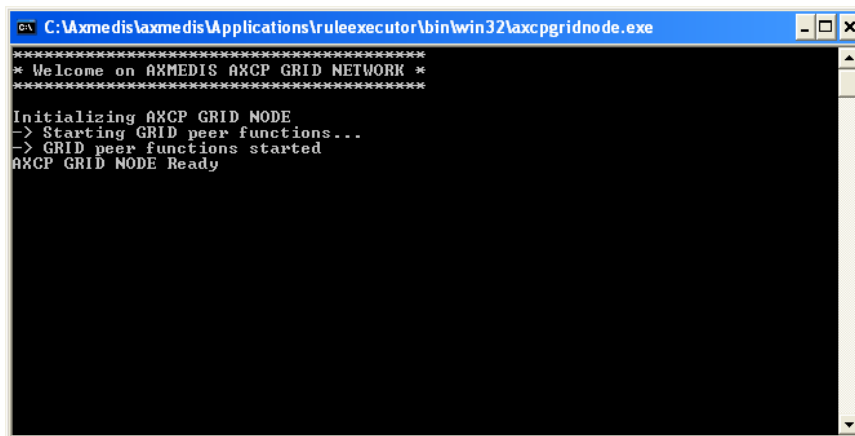 C:\Axmedis\axmedis\Applications\ruleexecutor\bin\win32\axcpgridnode.exe
****************************************
* Welcome on AXMEDIS AXCP GRID NETWORK *
****************************************
Initializing AXCP GRID NODE
-> Starting GRID peer functions...
-> GRID peer functions started
AXCP GRID NODE Ready